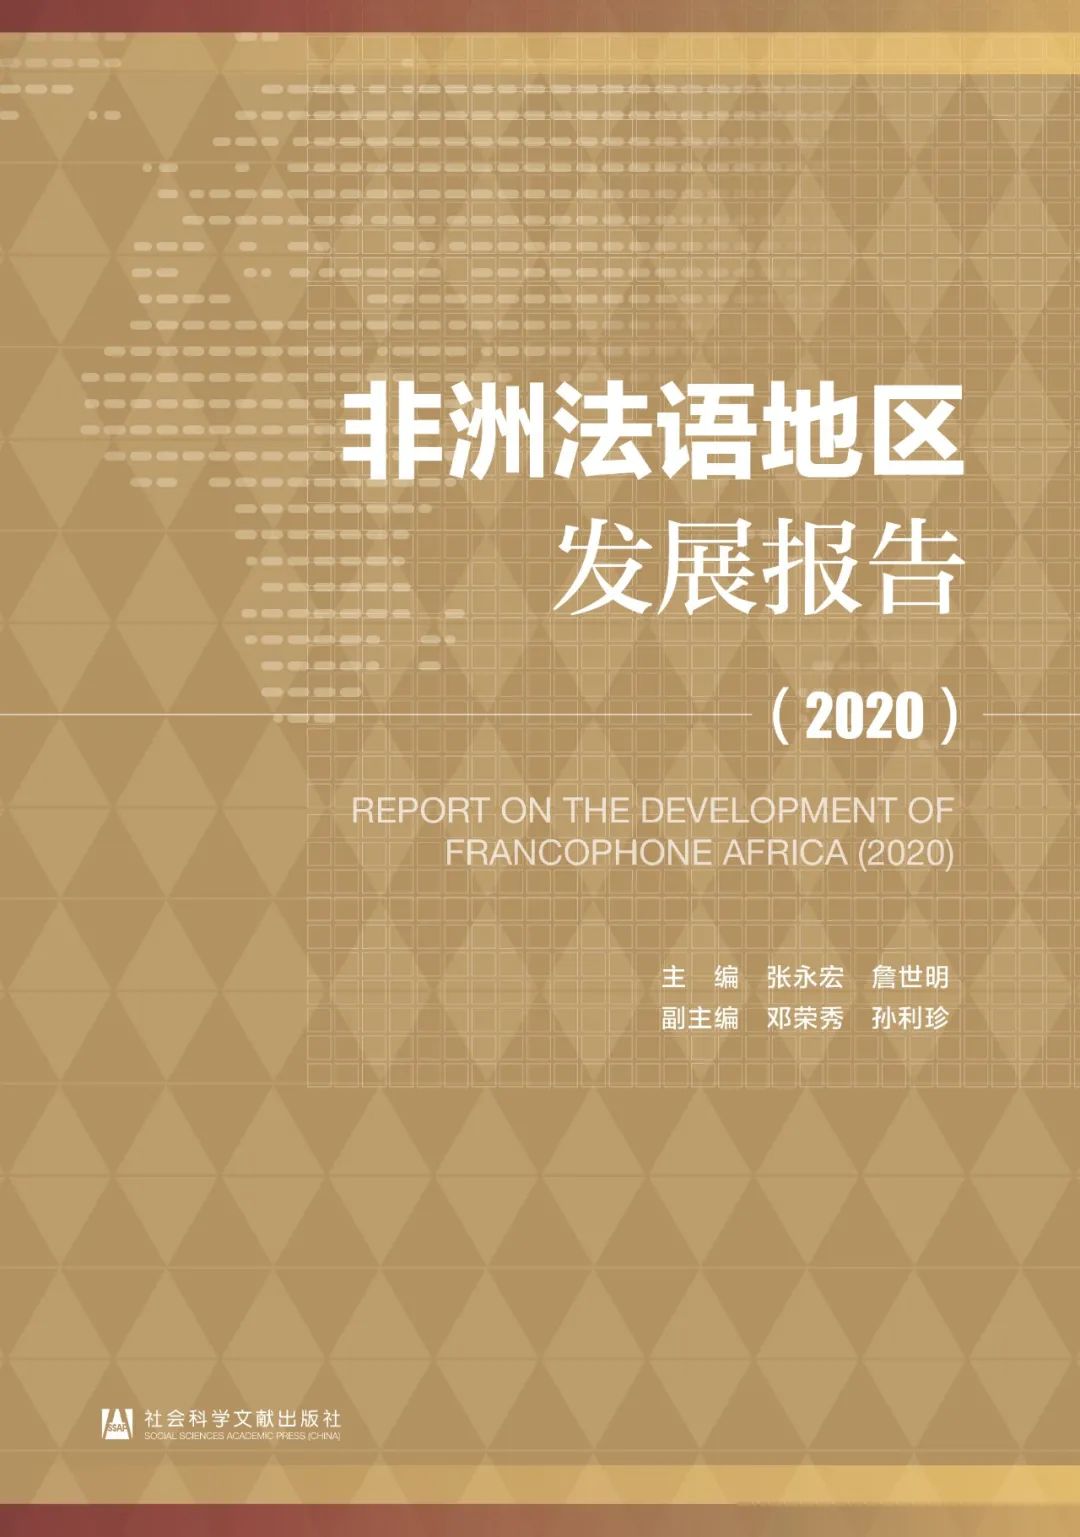 非洲法语地区
发展报告
（2020）
REPORT ON THE DEVELOPMENT OF
FRANCOPHONE AFRICA (2020)
主　编　张永宏　詹世明
副主编　邓荣秀　孙利珍
SSAP
社会科学文献出版社
SOCIAL SCIENCES ACADEMIC PRESS (CHINA)